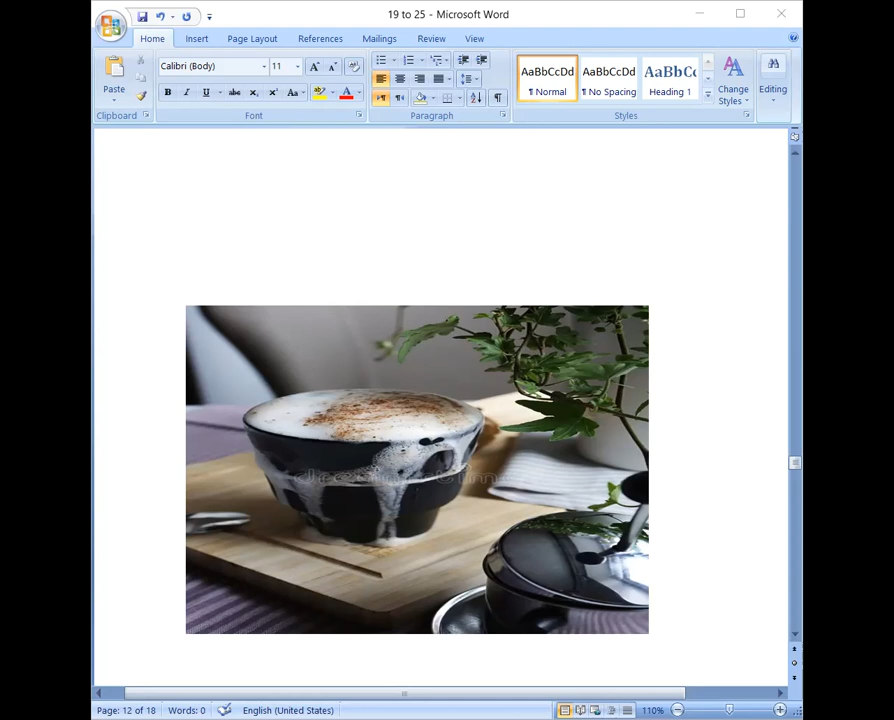 19 to 25 - Microsoft Word
Home Insert Page Layout References Mailings Review View
Calibri (Body) 11
AaBbCcDd AaBbCcDd AaBbCc
Paste ¶ Normal ¶ No Spacing Heading 1 Change Styles Editing
Clipboard Font Paragraph Styles
Page: 12 of 18 Words: 0 English (United States) 110%